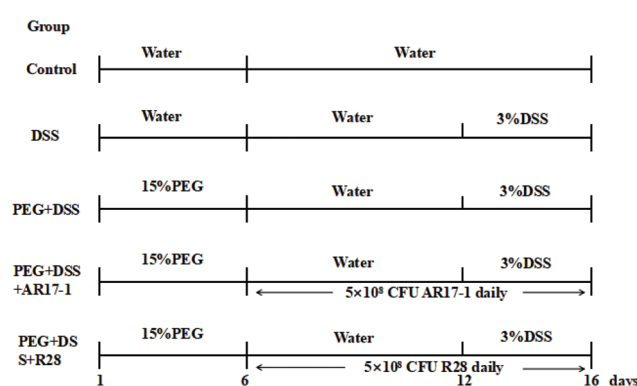 Group
Water
Water
Control
Water
Water
3%DSS
DSS
15%PEG
Water
3%DSS
PEG+DSS
15%PEG
Water
3%DSS
PEG+DSS
+AR17-1
5×10⁸ CFU AR17-1 daily
15%PEG
Water
3%DSS
PEG+DS
S+R28
5×10⁸ CFU R28 daily
1
6
12
16
days